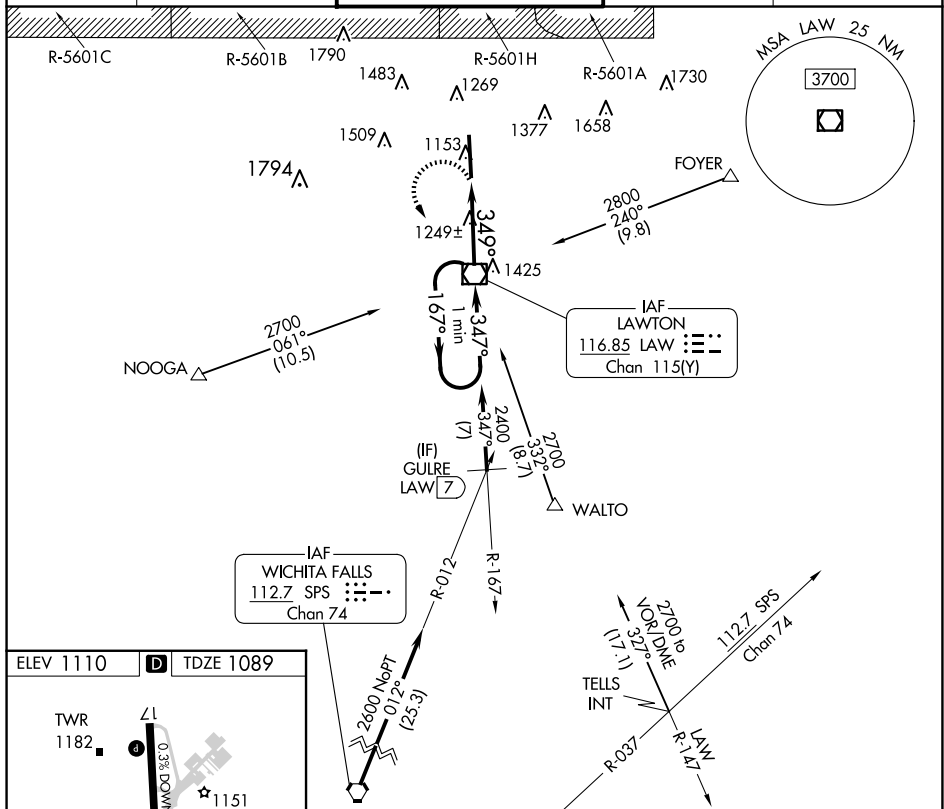 R-5601C
R-5601B
1790
R-5601H
R-5601A
1483
1269
1730
1509
1153
1377
1658
1794
MSA LAW 25 NM
3700
FOYER
2800
240°
(9.8)
1249±
349°
1425
167°
1 min
347°
IAF
LAWTON
116.85 LAW
Chan 115(Y)
2700
061°
(10.5)
NOOGA
2400
347°
(7)
2700
332°
(8.7)
(IF)
GULRE
LAW 7
WALTO
IAF
WICHITA FALLS
112.7 SPS
Chan 74
R-012
R-167
2600 NoPT
012°
(25.3)
2700 to
VOR/DME
327°
(17.1)
112.7 SPS
Chan 74
TELLS
INT
R-037
LAW
R-147
ELEV 1110 D TDZE 1089
TWR
1182
17
P
0.3% DOWN
1151